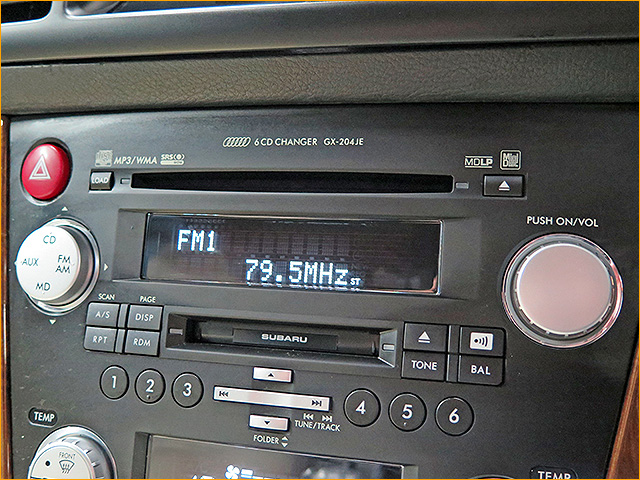 6 CD CHANGER GX-204JE
MP3/WMA SRS
MDLP MiniDisc
LOAD
PUSH ON/VOL
FM1
79.5MHz ST
CD
AUX FM AM
MD
SCAN PAGE
A/S DISP
RPT RDM
SUBARU
TONE BAL
1 2 3
4 5 6
TUNE/TRACK
FOLDER
TEMP
FRONT
TEMP